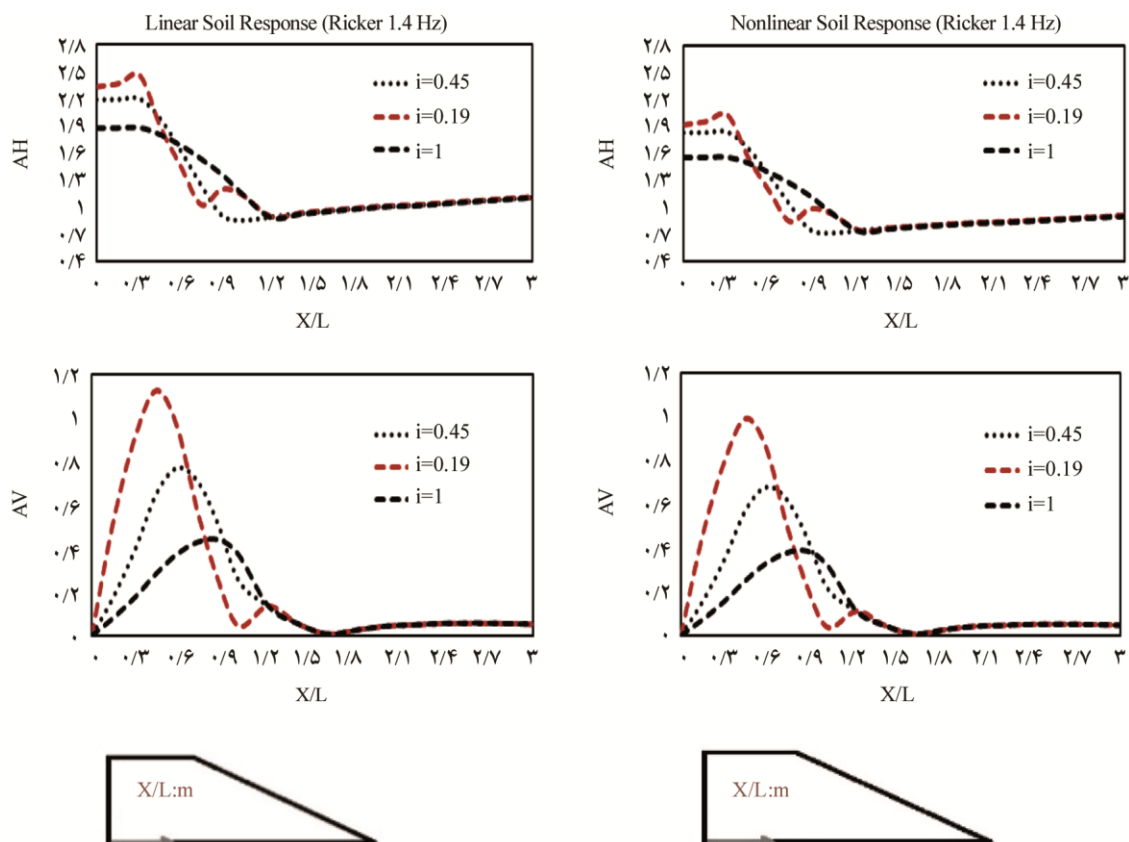 Linear Soil Response (Ricker 1.4 Hz)
۲/۸
۲/۵
۲/۲
۱/۹
۱/۶
۱/۳
۱
۰/۷
۰/۴
AH
i=0.45
i=0.19
i=1
۰ ۰/۳ ۰/۶ ۰/۹ ۱/۲ ۱/۵ ۱/۸ ۲/۱ ۲/۴ ۲/۷ ۳
X/L
Nonlinear Soil Response (Ricker 1.4 Hz)
۲/۸
۲/۵
۲/۲
۱/۹
۱/۶
۱/۳
۱
۰/۷
۰/۴
AH
i=0.45
i=0.19
i=1
۰ ۰/۳ ۰/۶ ۰/۹ ۱/۲ ۱/۵ ۱/۸ ۲/۱ ۲/۴ ۲/۷ ۳
X/L
۱/۲
۱
۰/۸
۰/۶
۰/۴
۰/۲
۰
AV
i=0.45
i=0.19
i=1
۰ ۰/۳ ۰/۶ ۰/۹ ۱/۲ ۱/۵ ۱/۸ ۲/۱ ۲/۴ ۲/۷ ۳
X/L
۱/۲
۱
۰/۸
۰/۶
۰/۴
۰/۲
۰
AV
i=0.45
i=0.19
i=1
۰ ۰/۳ ۰/۶ ۰/۹ ۱/۲ ۱/۵ ۱/۸ ۲/۱ ۲/۴ ۲/۷ ۳
X/L
X/L:m
X/L:m